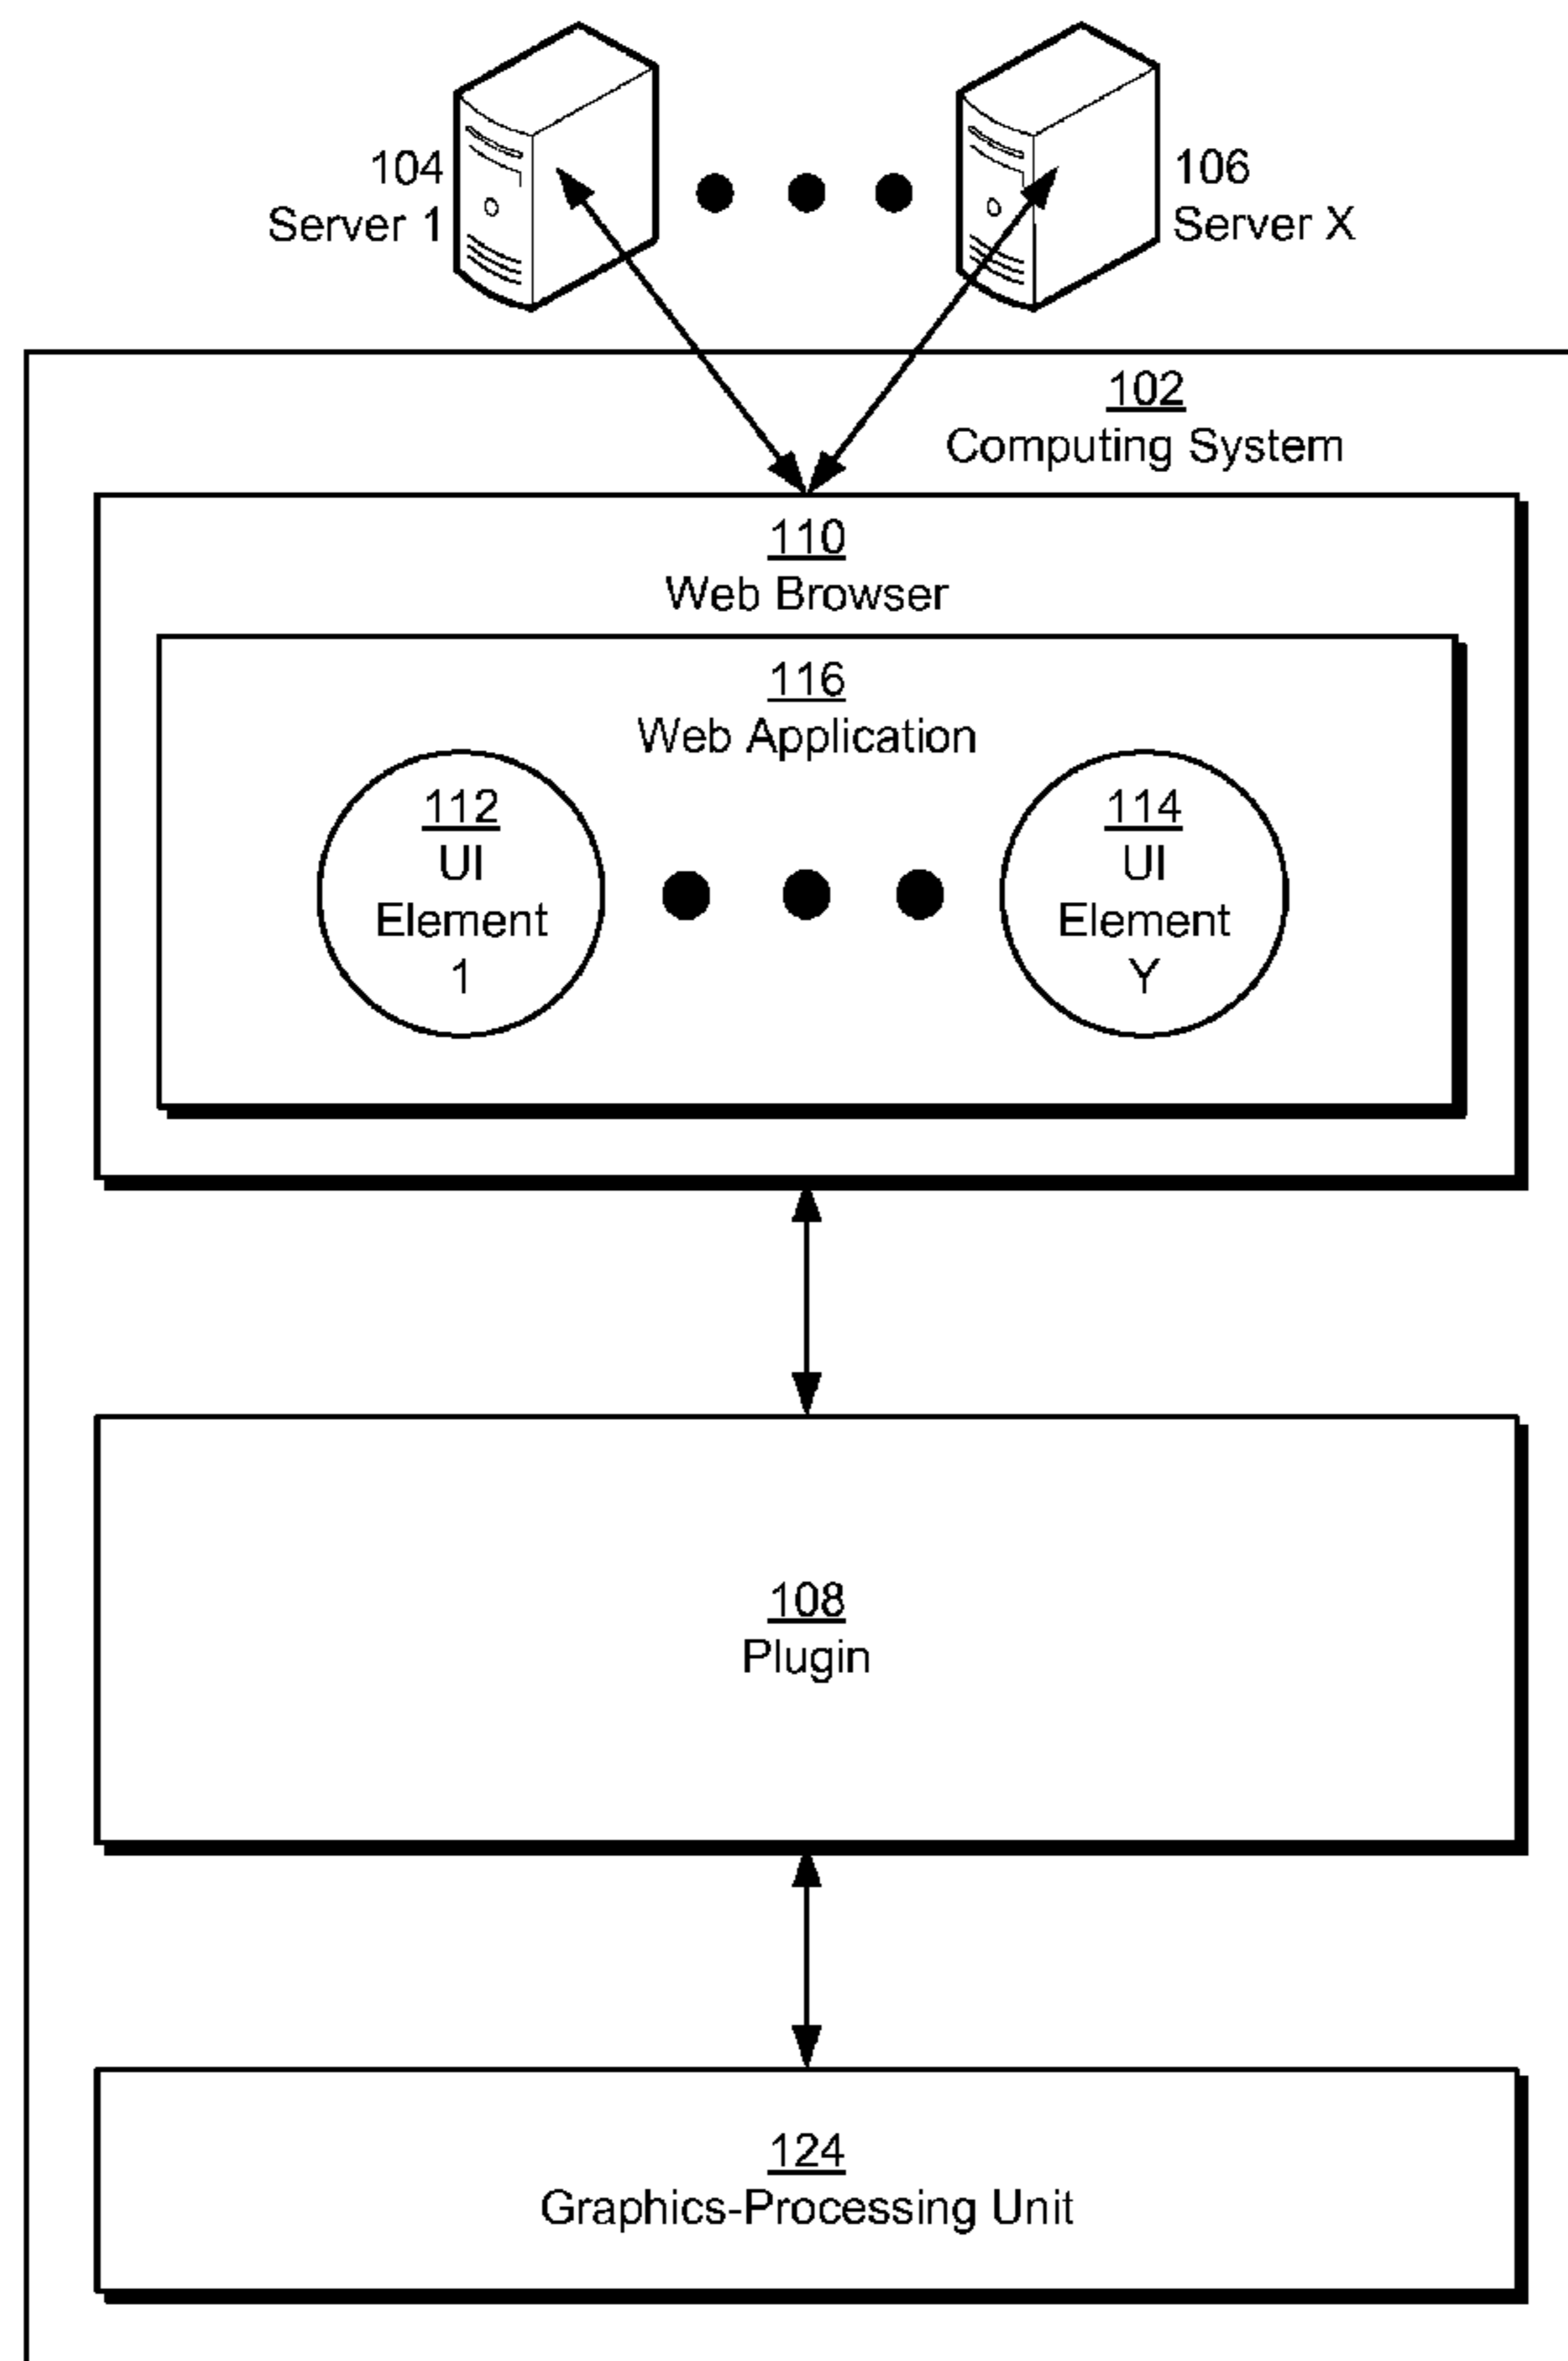 104
Server 1
106
Server X
102
Computing System
110
Web Browser
116
Web Application
112
UI
Element
1
114
UI
Element
Y
108
Plugin
124
Graphics-Processing Unit